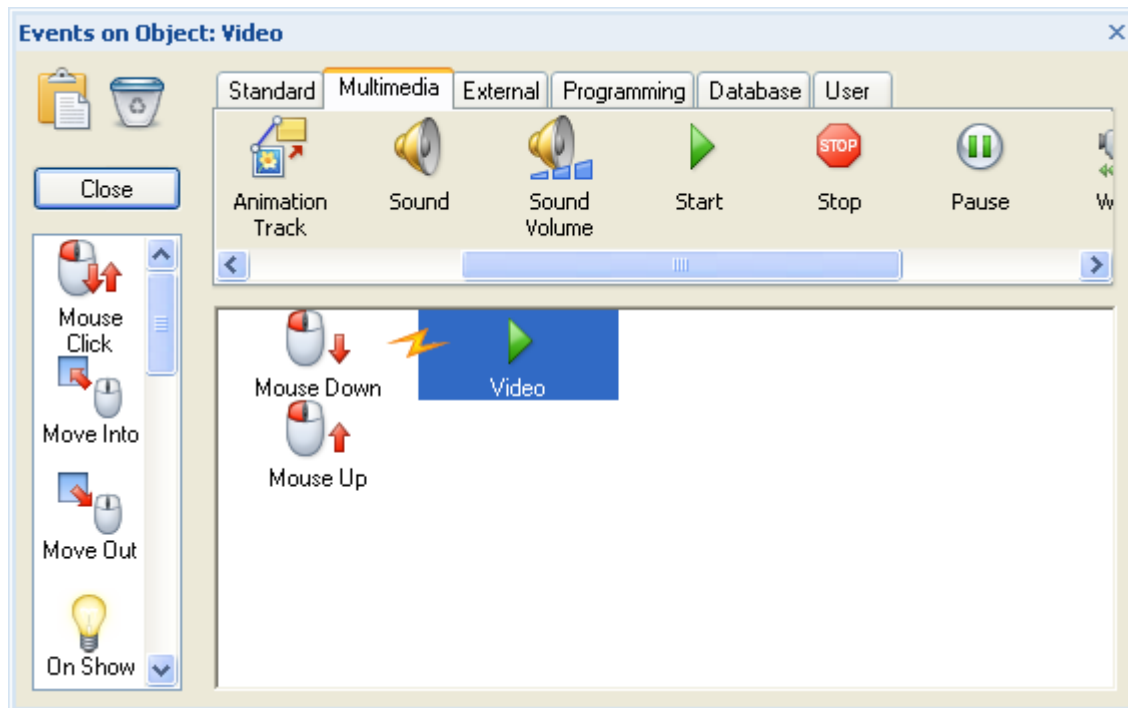 Events on Object: Video
Standard Multimedia External Programming Database User
STOP
Animation Track
Sound
Sound Volume
Start
Stop
Pause
Close
Mouse Click
Move Into
Move Out
On Show
Mouse Down
Video
Mouse Up